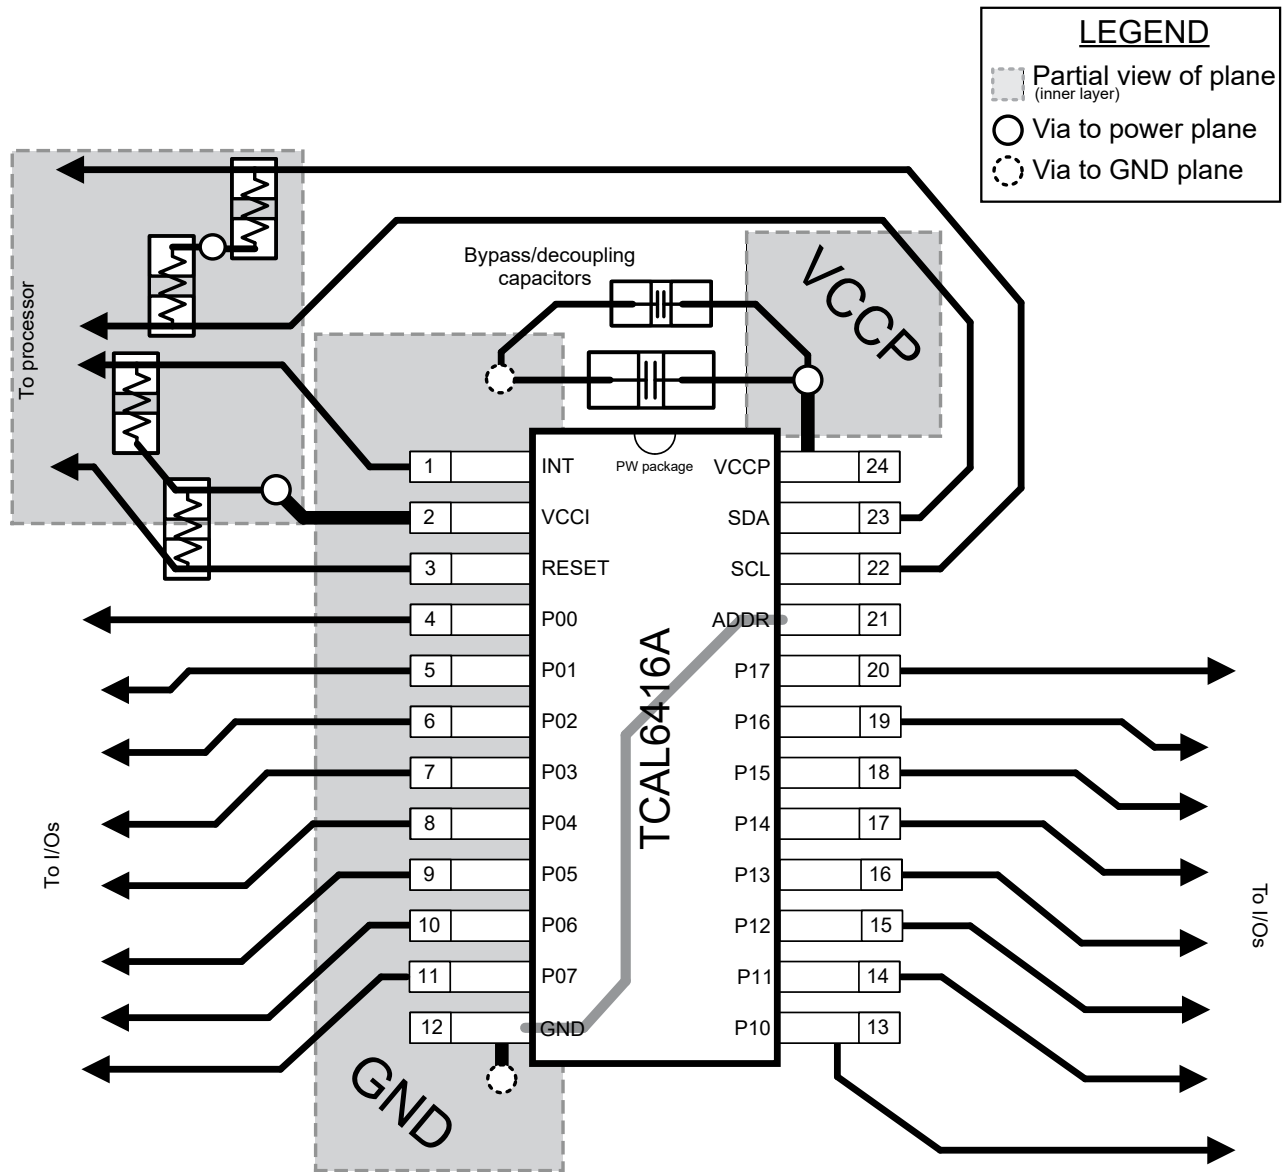 LEGEND
Partial view of plane
(inner layer)
Via to power plane
Via to GND plane
To processor
Bypass/decoupling
capacitors
VCCP
PW package
1 INT VCCP 24
2 VCCI SDA 23
3 RESET SCL 22
4 P00 ADDR 21
5 P01 P17 20
6 P02 P16 19
7 P03 P15 18
8 P04 P14 17
9 P05 P13 16
10 P06 P12 15
11 P07 P11 14
12 GND P10 13
TCAL6416A
To I/Os
To I/Os
GND